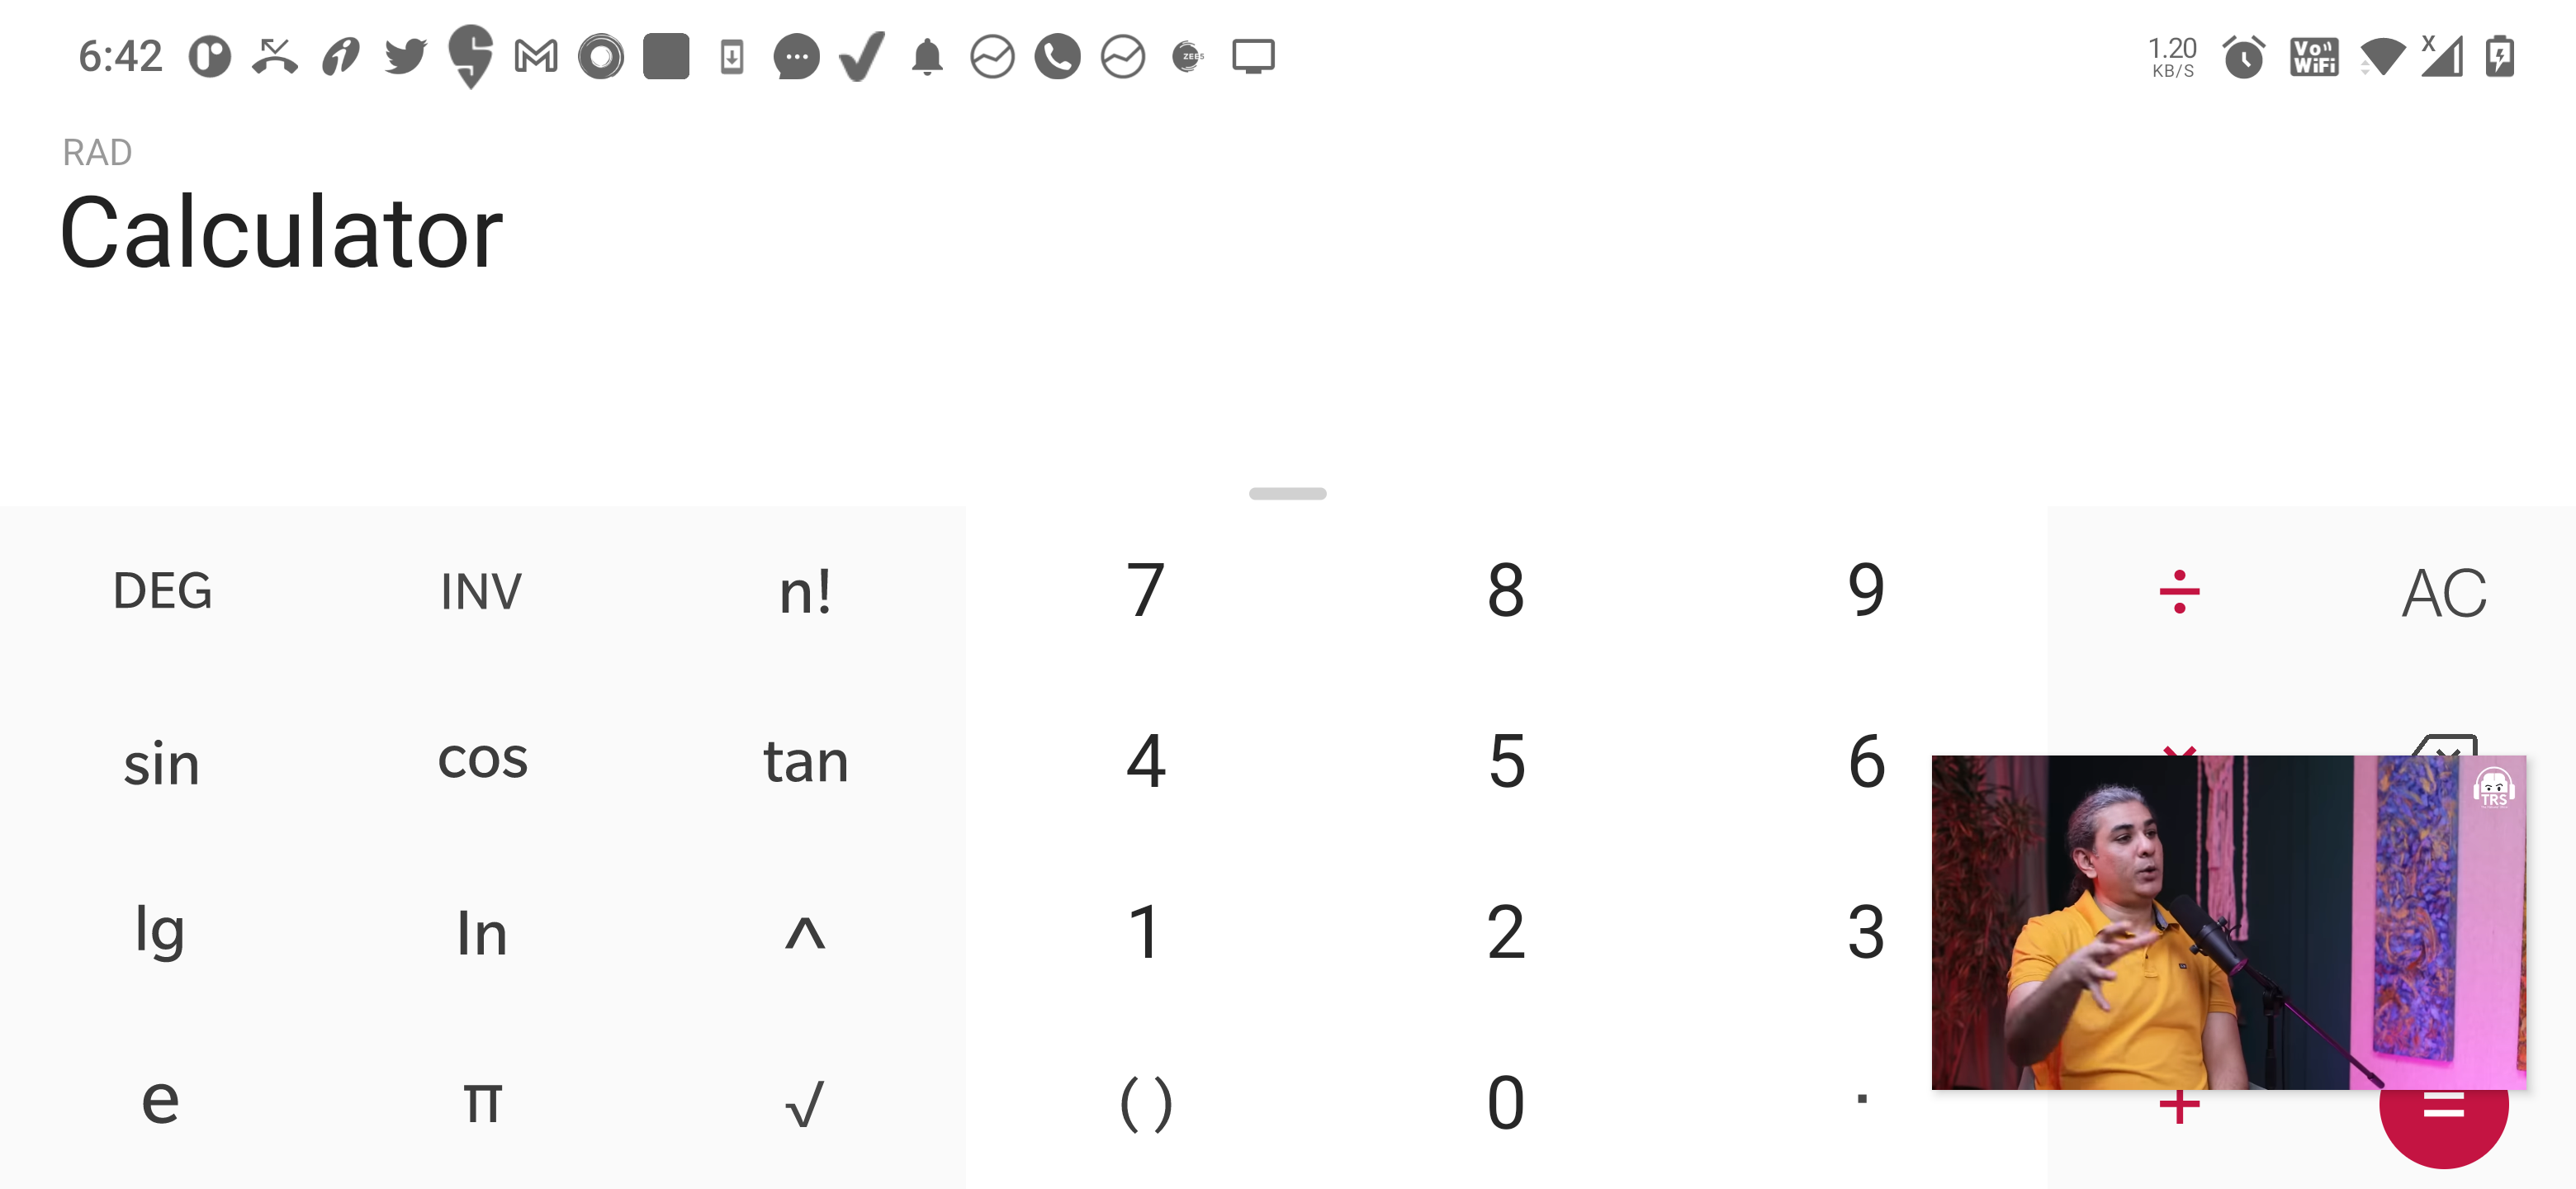 6:42 ZEE5 1.20 KB/S Vo WiFi X
RAD
Calculator
DEG INV n! 7 8 9 ÷ AC
sin cos tan 4 5 6 ×
TRS
lg ln ^ 1 2 3
e π √ ( ) 0 . + =